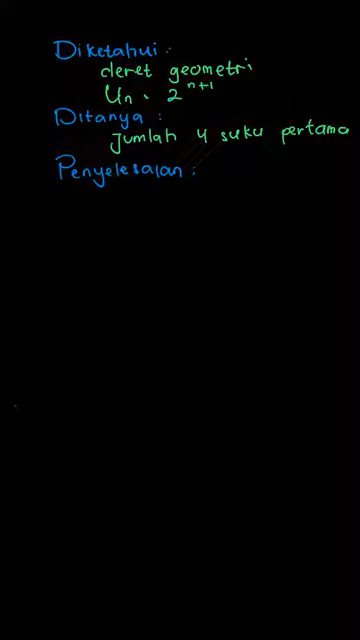 Diketahui :
deret geometri
Un = 2^n+1
Ditanya :
Jumlah 4 suku pertama
Penyelesaian :